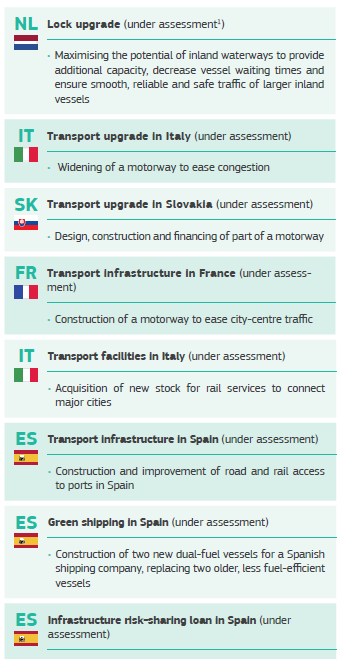 NL Lock upgrade (under assessment¹)
· Maximising the potential of inland waterways to provide
additional capacity, decrease vessel waiting times and
ensure smooth, reliable and safe traffic of larger inland
vessels
IT Transport upgrade in Italy (under assessment)
· Widening of a motorway to ease congestion
SK Transport upgrade in Slovakia (under assessment)
· Design, construction and financing of part of a motorway
FR Transport infrastructure in France (under assess-
ment)
· Construction of a motorway to ease city-centre traffic
IT Transport facilities in Italy (under assessment)
· Acquisition of new stock for rail services to connect
major cities
ES Transport infrastructure in Spain (under assessment)
· Construction and improvement of road and rail access
to ports in Spain
ES Green shipping in Spain (under assessment)
· Construction of two new dual-fuel vessels for a Spanish
shipping company, replacing two older, less fuel-efficient
vessels
ES Infrastructure risk-sharing loan in Spain (under
assessment)